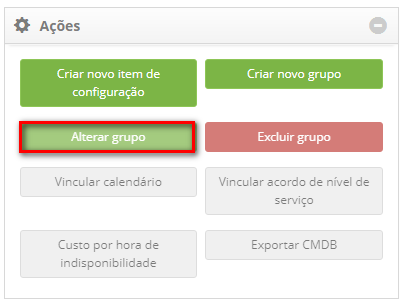 Ações
Criar novo item de
configuração
Criar novo grupo
Alterar grupo
Excluir grupo
Vincular calendário
Vincular acordo de nível de
serviço
Custo por hora de
indisponibilidade
Exportar CMDB